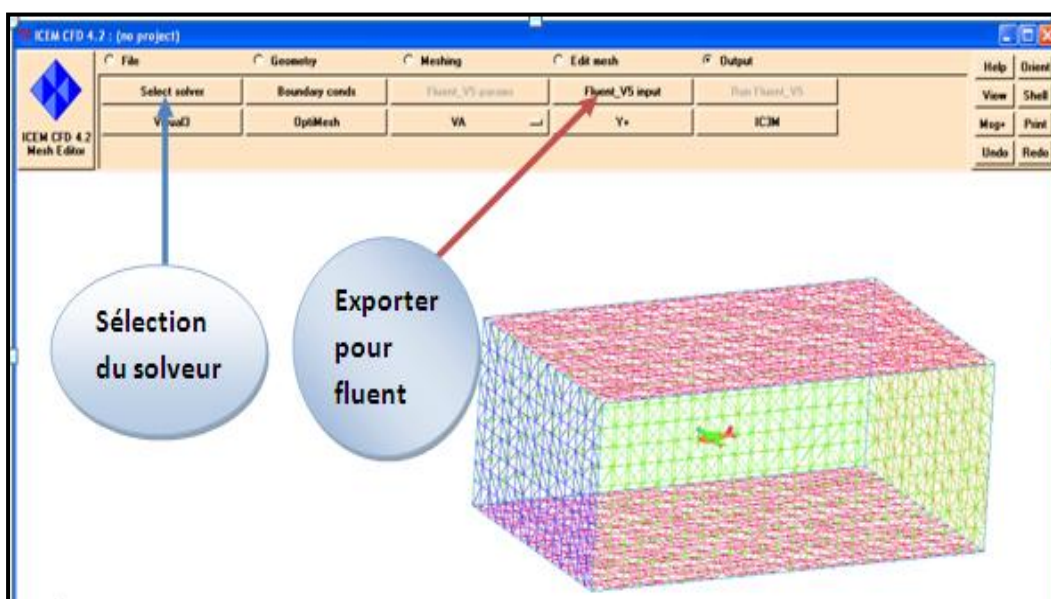 ICEM CFD 4.2 : (no project)
File Geometry Meshing Edit mesh Output
Help Orient
Select solver Boundary conds Fluent_V5 params Fluent_V5 input Run Fluent_V5
View Shell
Visual3 OptiMesh VA Y+ IC3M
Msg+ Print
ICEM CFD 4.2
Mesh Editor
Undo Redo
Sélection
du solveur
Exporter
pour
fluent